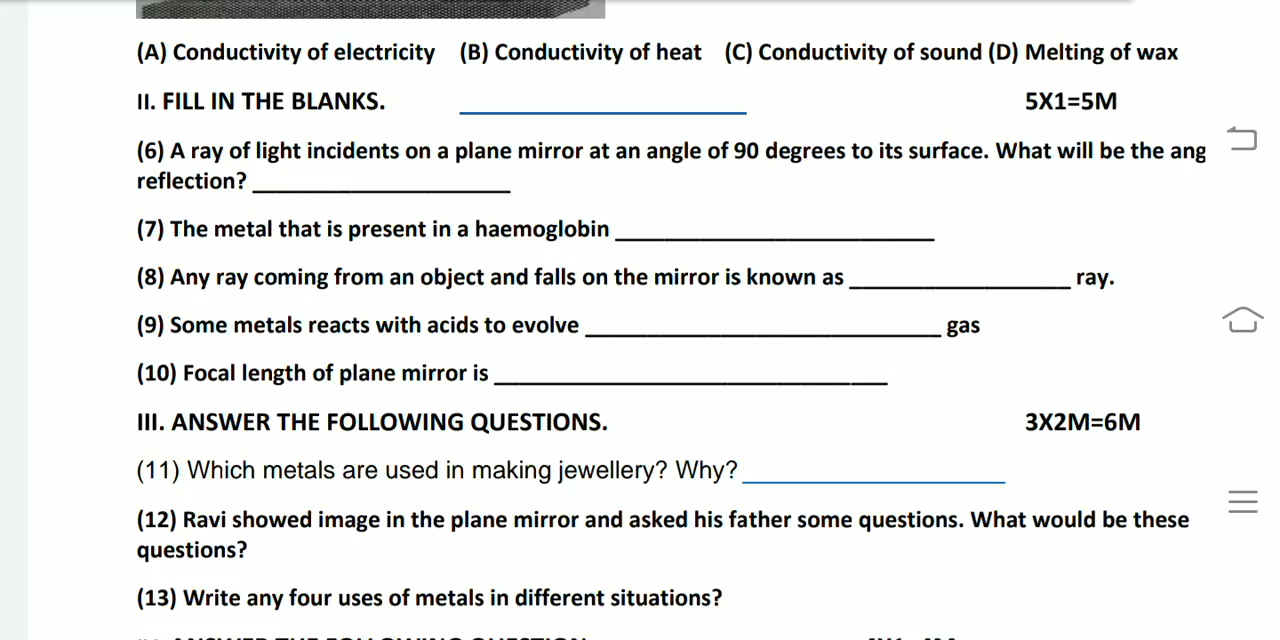 (A) Conductivity of electricity (B) Conductivity of heat (C) Conductivity of sound (D) Melting of wax
II. FILL IN THE BLANKS. 5X1=5M
(6) A ray of light incidents on a plane mirror at an angle of 90 degrees to its surface. What will be the ang
reflection?
(7) The metal that is present in a haemoglobin
(8) Any ray coming from an object and falls on the mirror is known as ray.
(9) Some metals reacts with acids to evolve gas
(10) Focal length of plane mirror is
III. ANSWER THE FOLLOWING QUESTIONS. 3X2M=6M
(11) Which metals are used in making jewellery? Why?
(12) Ravi showed image in the plane mirror and asked his father some questions. What would be these
questions?
(13) Write any four uses of metals in different situations?